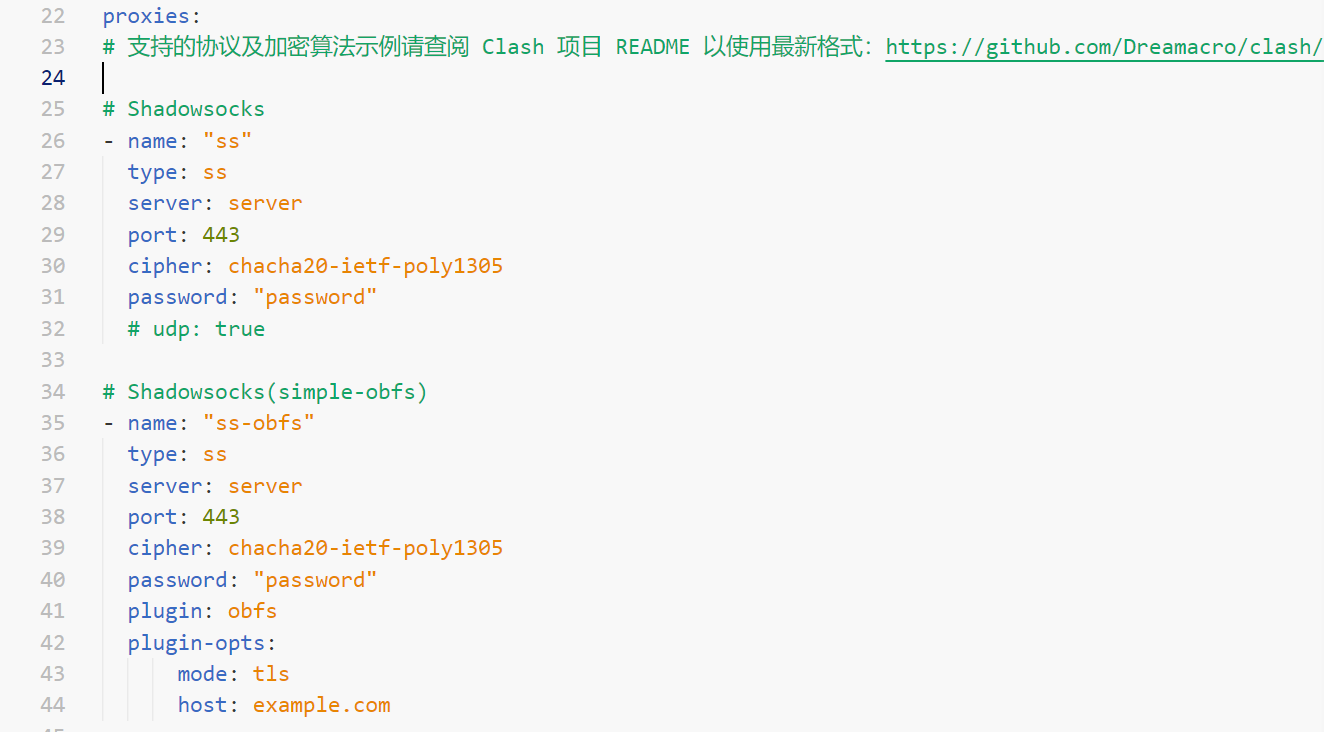 22 proxies:
23 # 支持的协议及加密算法示例请查阅 Clash 项目 README 以使用最新格式：https://github.com/Dreamacro/clash/
24
25 # Shadowsocks
26 - name: "ss"
27 type: ss
28 server: server
29 port: 443
30 cipher: chacha20-ietf-poly1305
31 password: "password"
32 # udp: true
33
34 # Shadowsocks(simple-obfs)
35 - name: "ss-obfs"
36 type: ss
37 server: server
38 port: 443
39 cipher: chacha20-ietf-poly1305
40 password: "password"
41 plugin: obfs
42 plugin-opts:
43 mode: tls
44 host: example.com